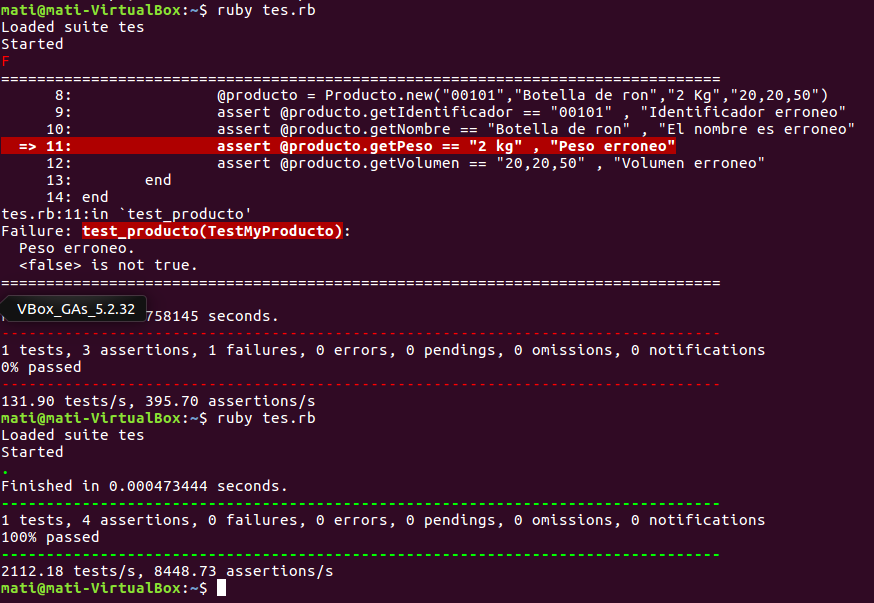 mati@mati-VirtualBox:~$ ruby tes.rb
Loaded suite tes
Started
F
================================================================================
8: @producto = Producto.new("00101","Botella de ron","2 Kg","20,20,50")
9: assert @producto.getIdentificador == "00101" , "Identificador erroneo"
10: assert @producto.getNombre == "Botella de ron" , "El nombre es erroneo"
=> 11: assert @producto.getPeso == "2 kg" , "Peso erroneo"
12: assert @producto.getVolumen == "20,20,50" , "Volumen erroneo"
13: end
14: end
tes.rb:11:in `test_producto'
Failure: test_producto(TestMyProducto):
Peso erroneo.
<false> is not true.
================================================================================
VBox_GAs_5.2.32
758145 seconds.
--------------------------------------------------------------------------------
1 tests, 3 assertions, 1 failures, 0 errors, 0 pendings, 0 omissions, 0 notifications
0% passed
--------------------------------------------------------------------------------
131.90 tests/s, 395.70 assertions/s
mati@mati-VirtualBox:~$ ruby tes.rb
Loaded suite tes
Started
.
Finished in 0.000473444 seconds.
--------------------------------------------------------------------------------
1 tests, 4 assertions, 0 failures, 0 errors, 0 pendings, 0 omissions, 0 notifications
100% passed
--------------------------------------------------------------------------------
2112.18 tests/s, 8448.73 assertions/s
mati@mati-VirtualBox:~$